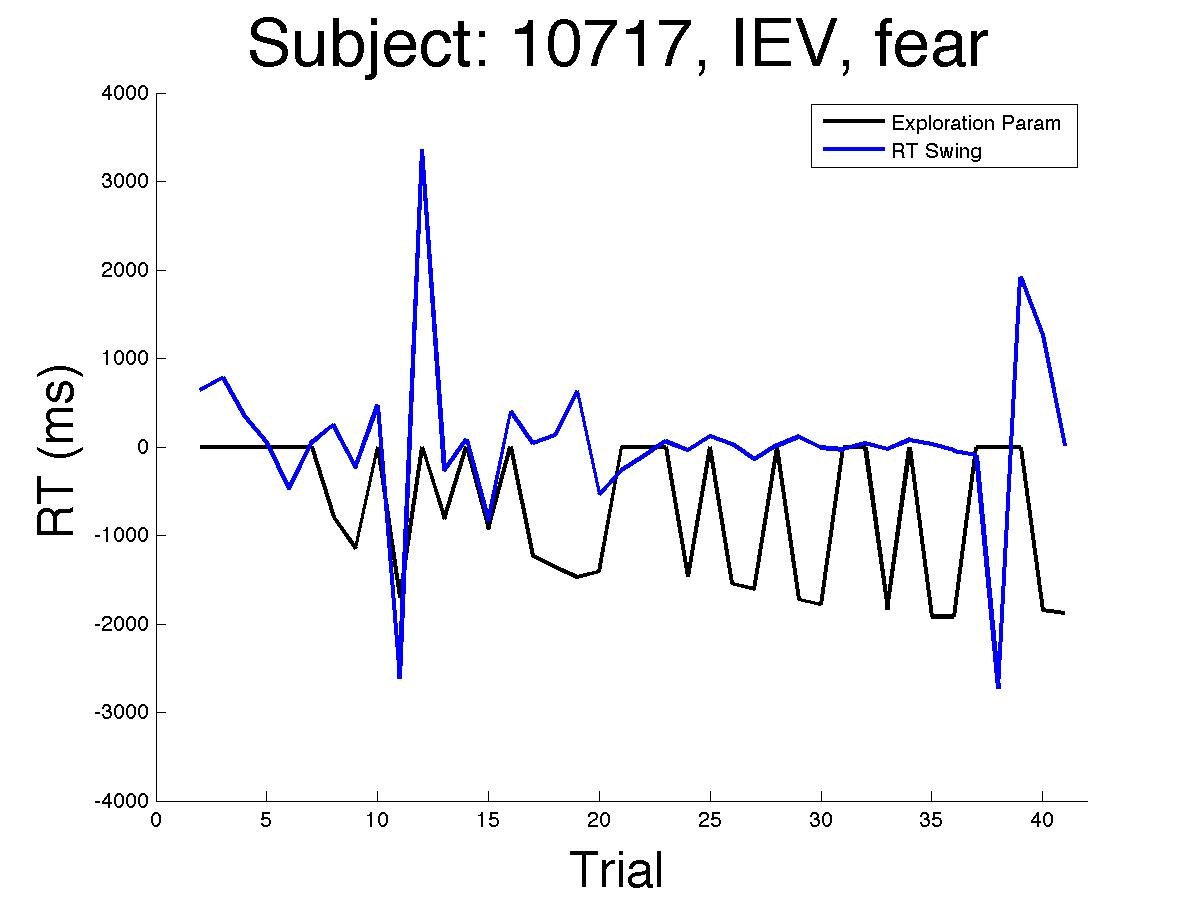 Subject: 10717, IEV, fear
4000
3000
2000
1000
0
-1000
-2000
-3000
-4000
RT (ms)
Exploration Param
RT Swing
0 5 10 15 20 25 30 35 40
Trial